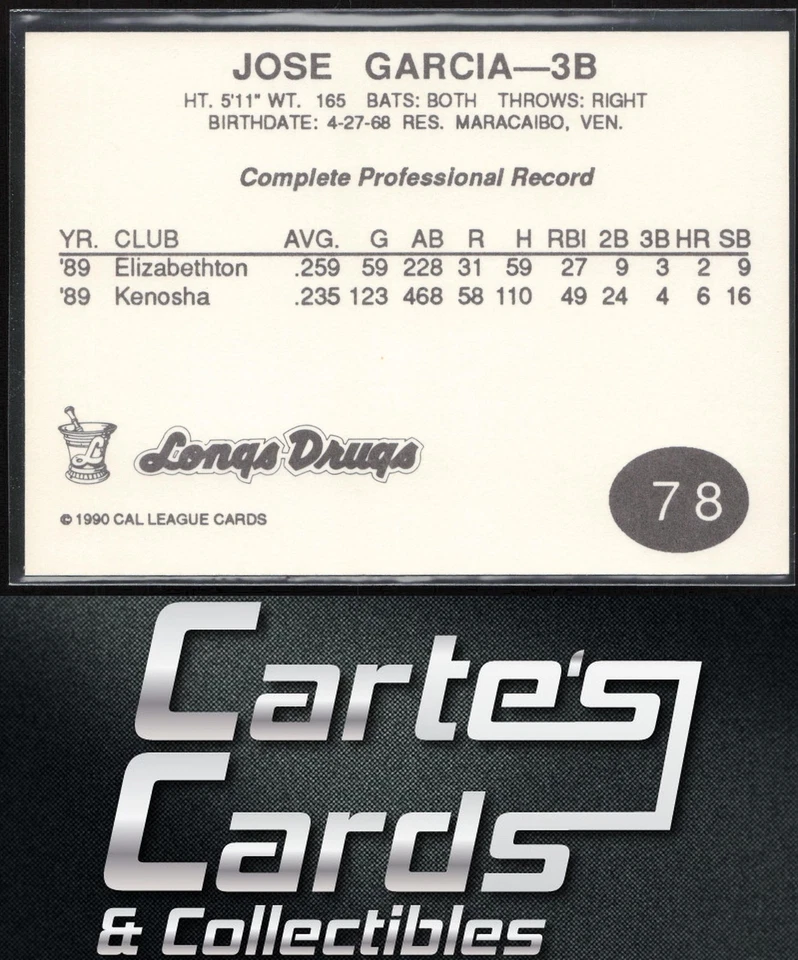 JOSE GARCIA—3B
HT. 5'11" WT. 165 BATS: BOTH THROWS: RIGHT
BIRTHDATE: 4-27-68 RES. MARACAIBO, VEN.
Complete Professional Record
YR. CLUB AVG. G AB R H RBI 2B 3B HR SB
'89 Elizabethton .259 59 228 31 59 27 9 3 2 9
'89 Kenosha .235 123 468 58 110 49 24 4 6 16
L Longs Drugs
78
© 1990 CAL LEAGUE CARDS
Carte's
Cards
& Collectibles